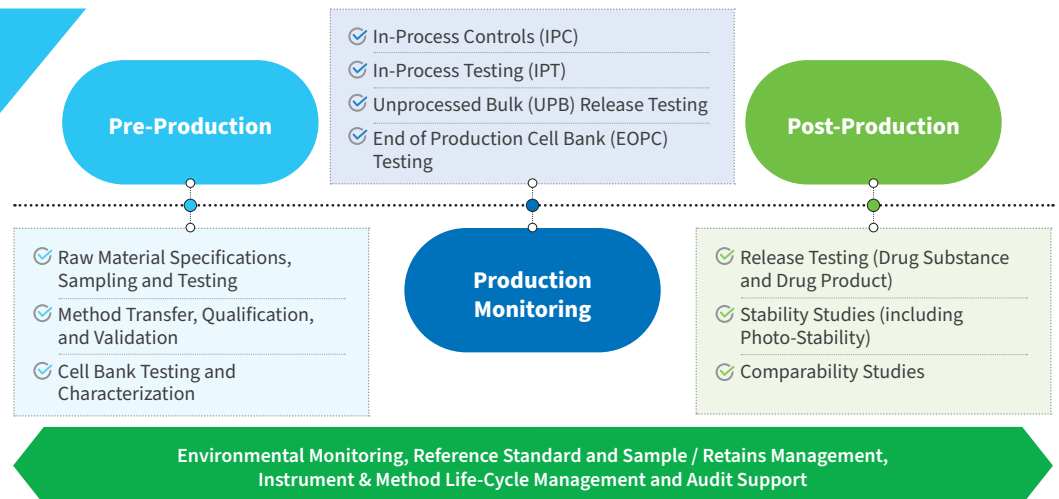 Pre-Production
Raw Material Specifications,
Sampling and Testing
Method Transfer, Qualification,
and Validation
Cell Bank Testing and
Characterization
In-Process Controls (IPC)
In-Process Testing (IPT)
Unprocessed Bulk (UPB) Release Testing
End of Production Cell Bank (EOPC)
Testing
Production
Monitoring
Post-Production
Release Testing (Drug Substance
and Drug Product)
Stability Studies (including
Photo-Stability)
Comparability Studies
Environmental Monitoring, Reference Standard and Sample / Retains Management,
Instrument & Method Life-Cycle Management and Audit Support